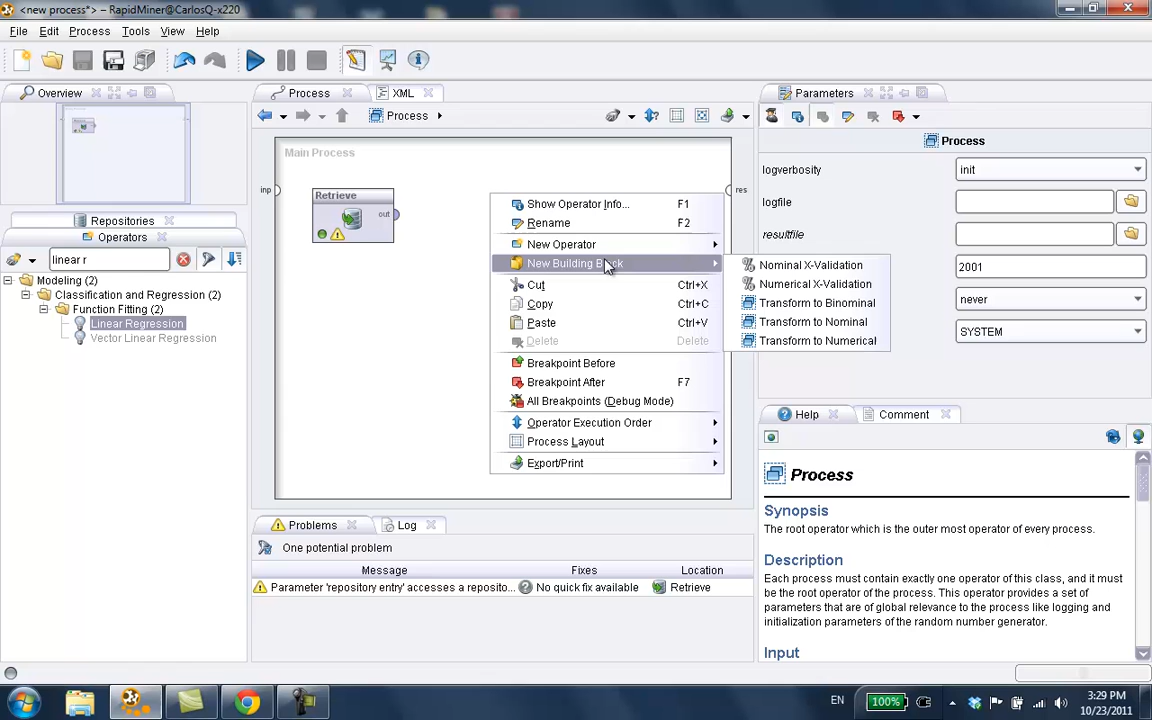 <new process*> – RapidMiner@CarlosQ-x220
File Edit Process Tools View Help
Overview
Process
XML
Parameters
Process
Process
Main Process
inp
res
Retrieve
out
logverbosity
init
logfile
resultfile
2001
never
SYSTEM
Repositories
Operators
linear r
Modeling (2)
Classification and Regression (2)
Function Fitting (2)
Linear Regression
Vector Linear Regression
Show Operator Info... F1
Rename F2
New Operator
New Building Block
Cut Ctrl+X
Copy Ctrl+C
Paste Ctrl+V
Delete Delete
Breakpoint Before
Breakpoint After F7
All Breakpoints (Debug Mode)
Operator Execution Order
Process Layout
Export/Print
Nominal X-Validation
Numerical X-Validation
Transform to Binominal
Transform to Nominal
Transform to Numerical
Problems
Log
One potential problem
Message Fixes Location
Parameter 'repository entry' accesses a reposito... No quick fix available Retrieve
Help
Comment
Process
Synopsis
The root operator which is the outer most operator of every process.
Description
Each process must contain exactly one operator of this class, and it must
be the root operator of the process. This operator provides a set of
parameters that are of global relevance to the process like logging and
initialization parameters of the random number generator.
Input
EN
100%
3:29 PM
10/23/2011